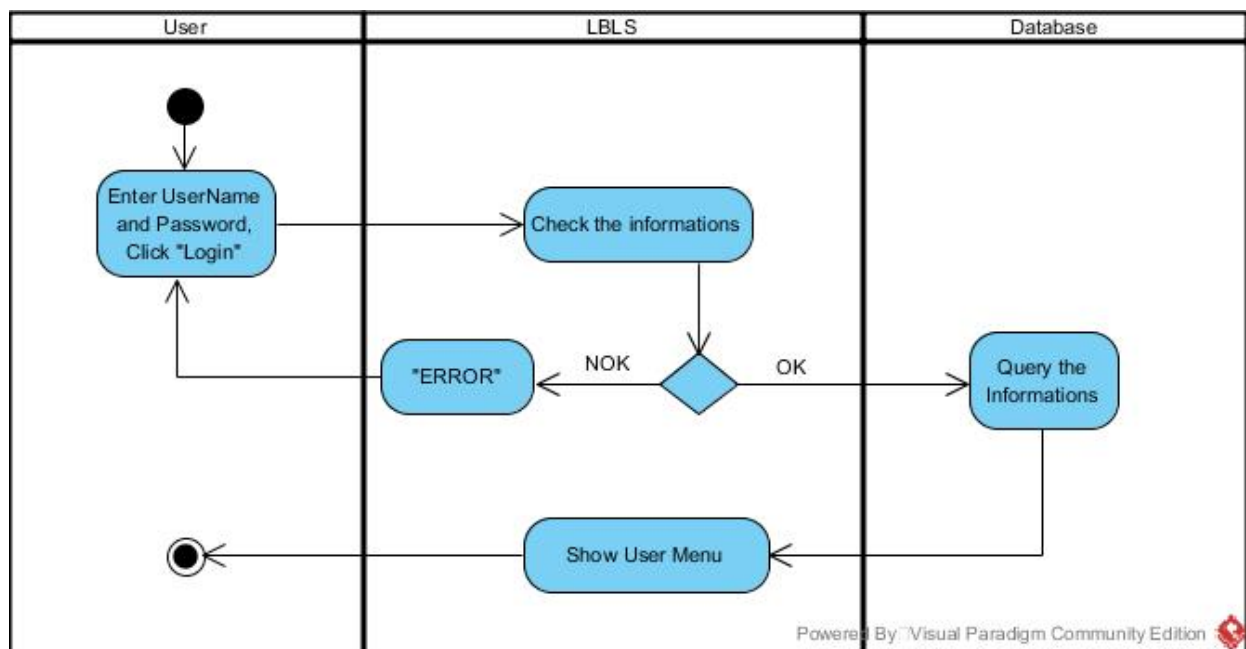 User
LBLS
Database
Enter UserName
and Password,
Click "Login"
Check the informations
"ERROR"
NOK
OK
Query the
Informations
Show User Menu
Powered By Visual Paradigm Community Edition